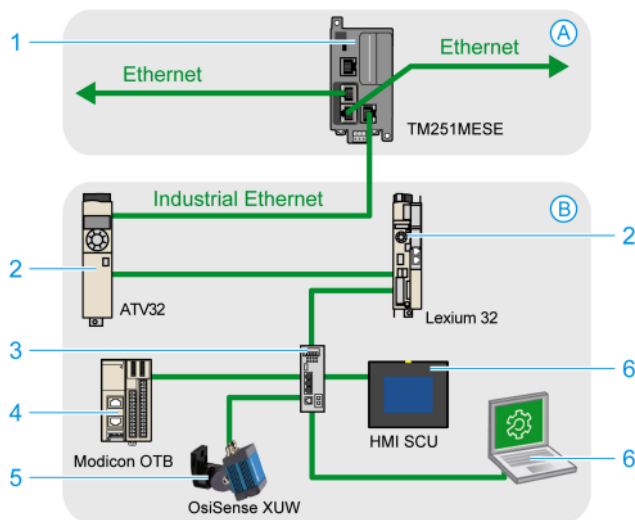 1
A
Ethernet
Ethernet
TM251MESE
Industrial Ethernet
B
2
2
ATV32
Lexium 32
3
6
4
HMI SCU
Modicon OTB
5
6
OsiSense XUW